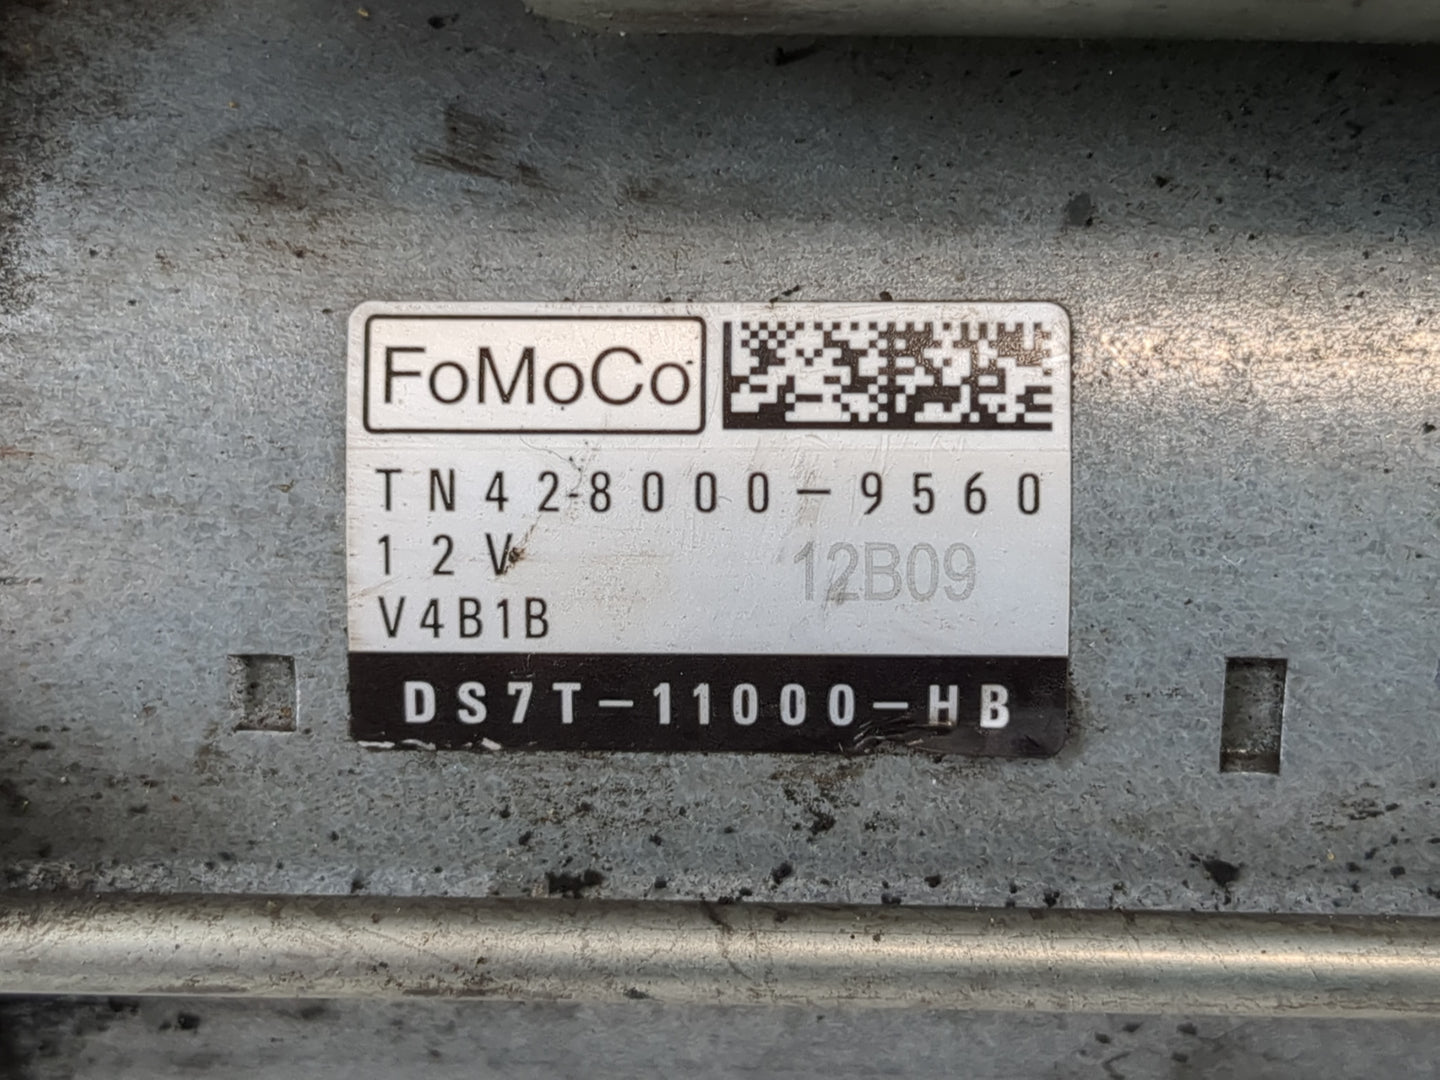 FoMoCo
TN428000-9560
12V 12B09
V4B1B
DS7T-11000-HB